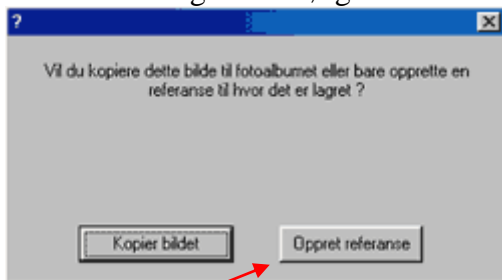 ?
Vil du kopiere dette bilde til fotoalbumet eller bare opprette en
referanse til hvor det er lagret ?
Kopier bildet
Oppret referanse